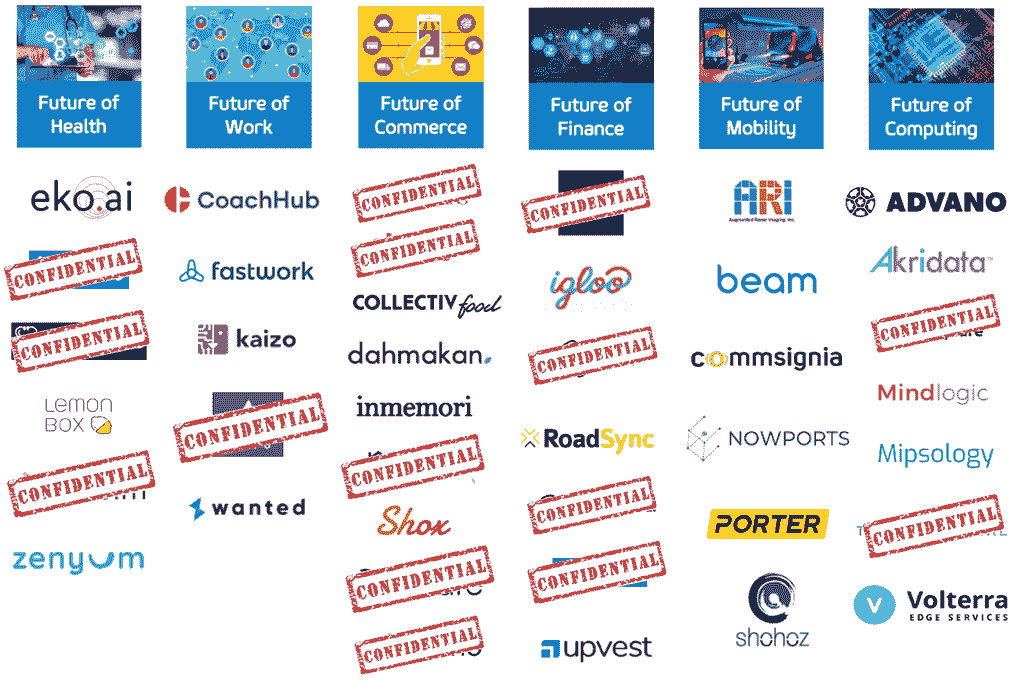 Future of
Health
Future of
Work
Future of
Commerce
Future of
Finance
Future of
Mobility
Future of
Computing
eko.ai
CONFIDENTIAL
CONFIDENTIAL
LEMON
BOX
CONFIDENTIAL
zenyum
CoachHub
fastwork
kaizo
CONFIDENTIAL
wanted
CONFIDENTIAL
CONFIDENTIAL
COLLECTIV food
dahmakan.
inmemori
CONFIDENTIAL
Shox
CONFIDENTIAL
CONFIDENTIAL
CONFIDENTIAL
igloo
CONFIDENTIAL
RoadSync
CONFIDENTIAL
CONFIDENTIAL
upvest
ARI
Augmented Radar Imaging Inc.
beam
commsignia
NOWPORTS
PORTER
shohoz
ADVANO
Akridata
CONFIDENTIAL
Mindlogic
Mipsology
CONFIDENTIAL
V Volterra
EDGE SERVICES